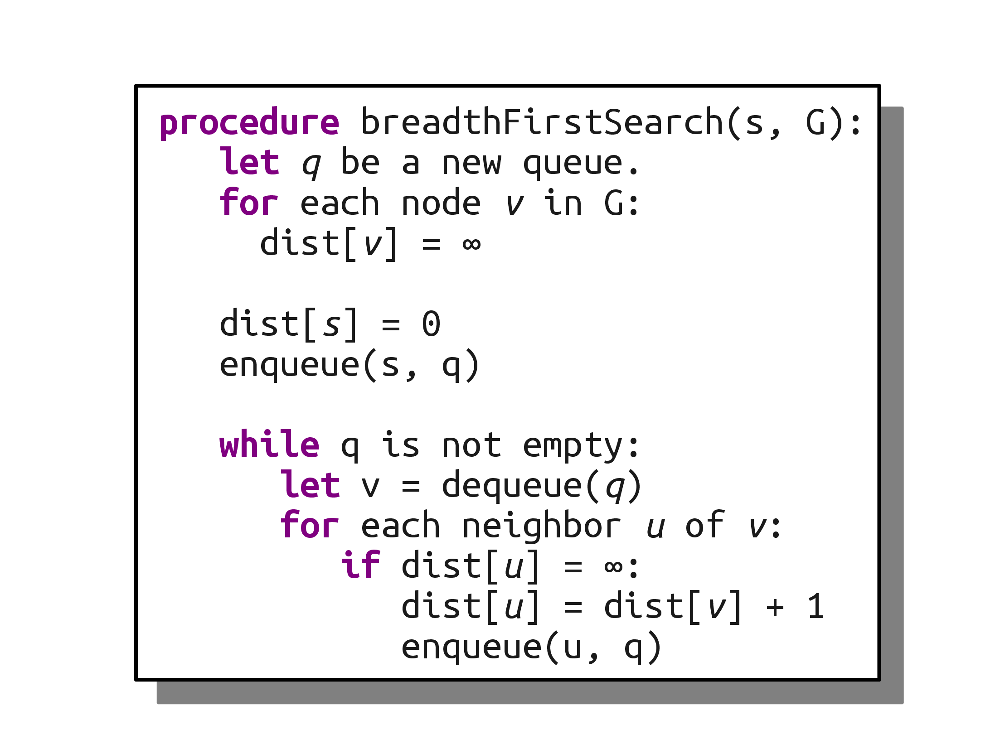 procedure breadthFirstSearch(s, G):
let q be a new queue.
for each node v in G:
dist[v] = ∞
dist[s] = 0
enqueue(s, q)
while q is not empty:
let v = dequeue(q)
for each neighbor u of v:
if dist[u] = ∞:
dist[u] = dist[v] + 1
enqueue(u, q)